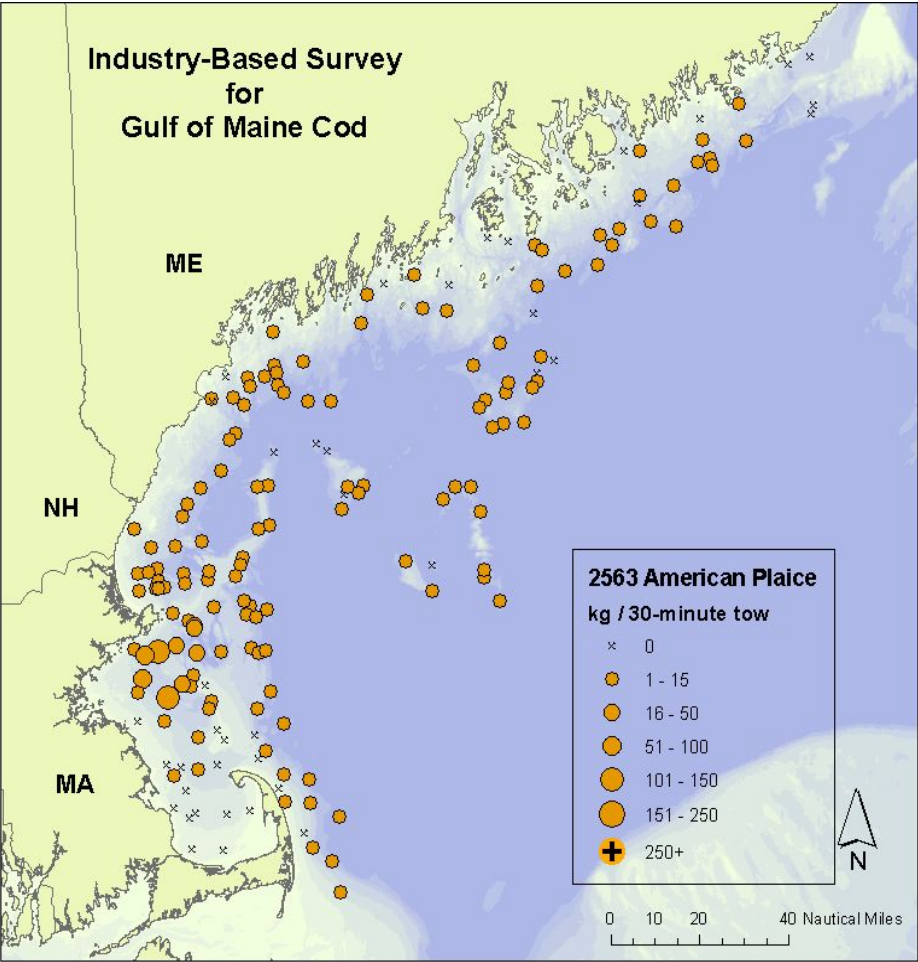 Industry-Based Survey
for
Gulf of Maine Cod
ME
NH
MA
2563 American Plaice
kg / 30-minute tow
0
1 - 15
16 - 50
51 - 100
101 - 150
151 - 250
250+
N
0 10 20 40 Nautical Miles